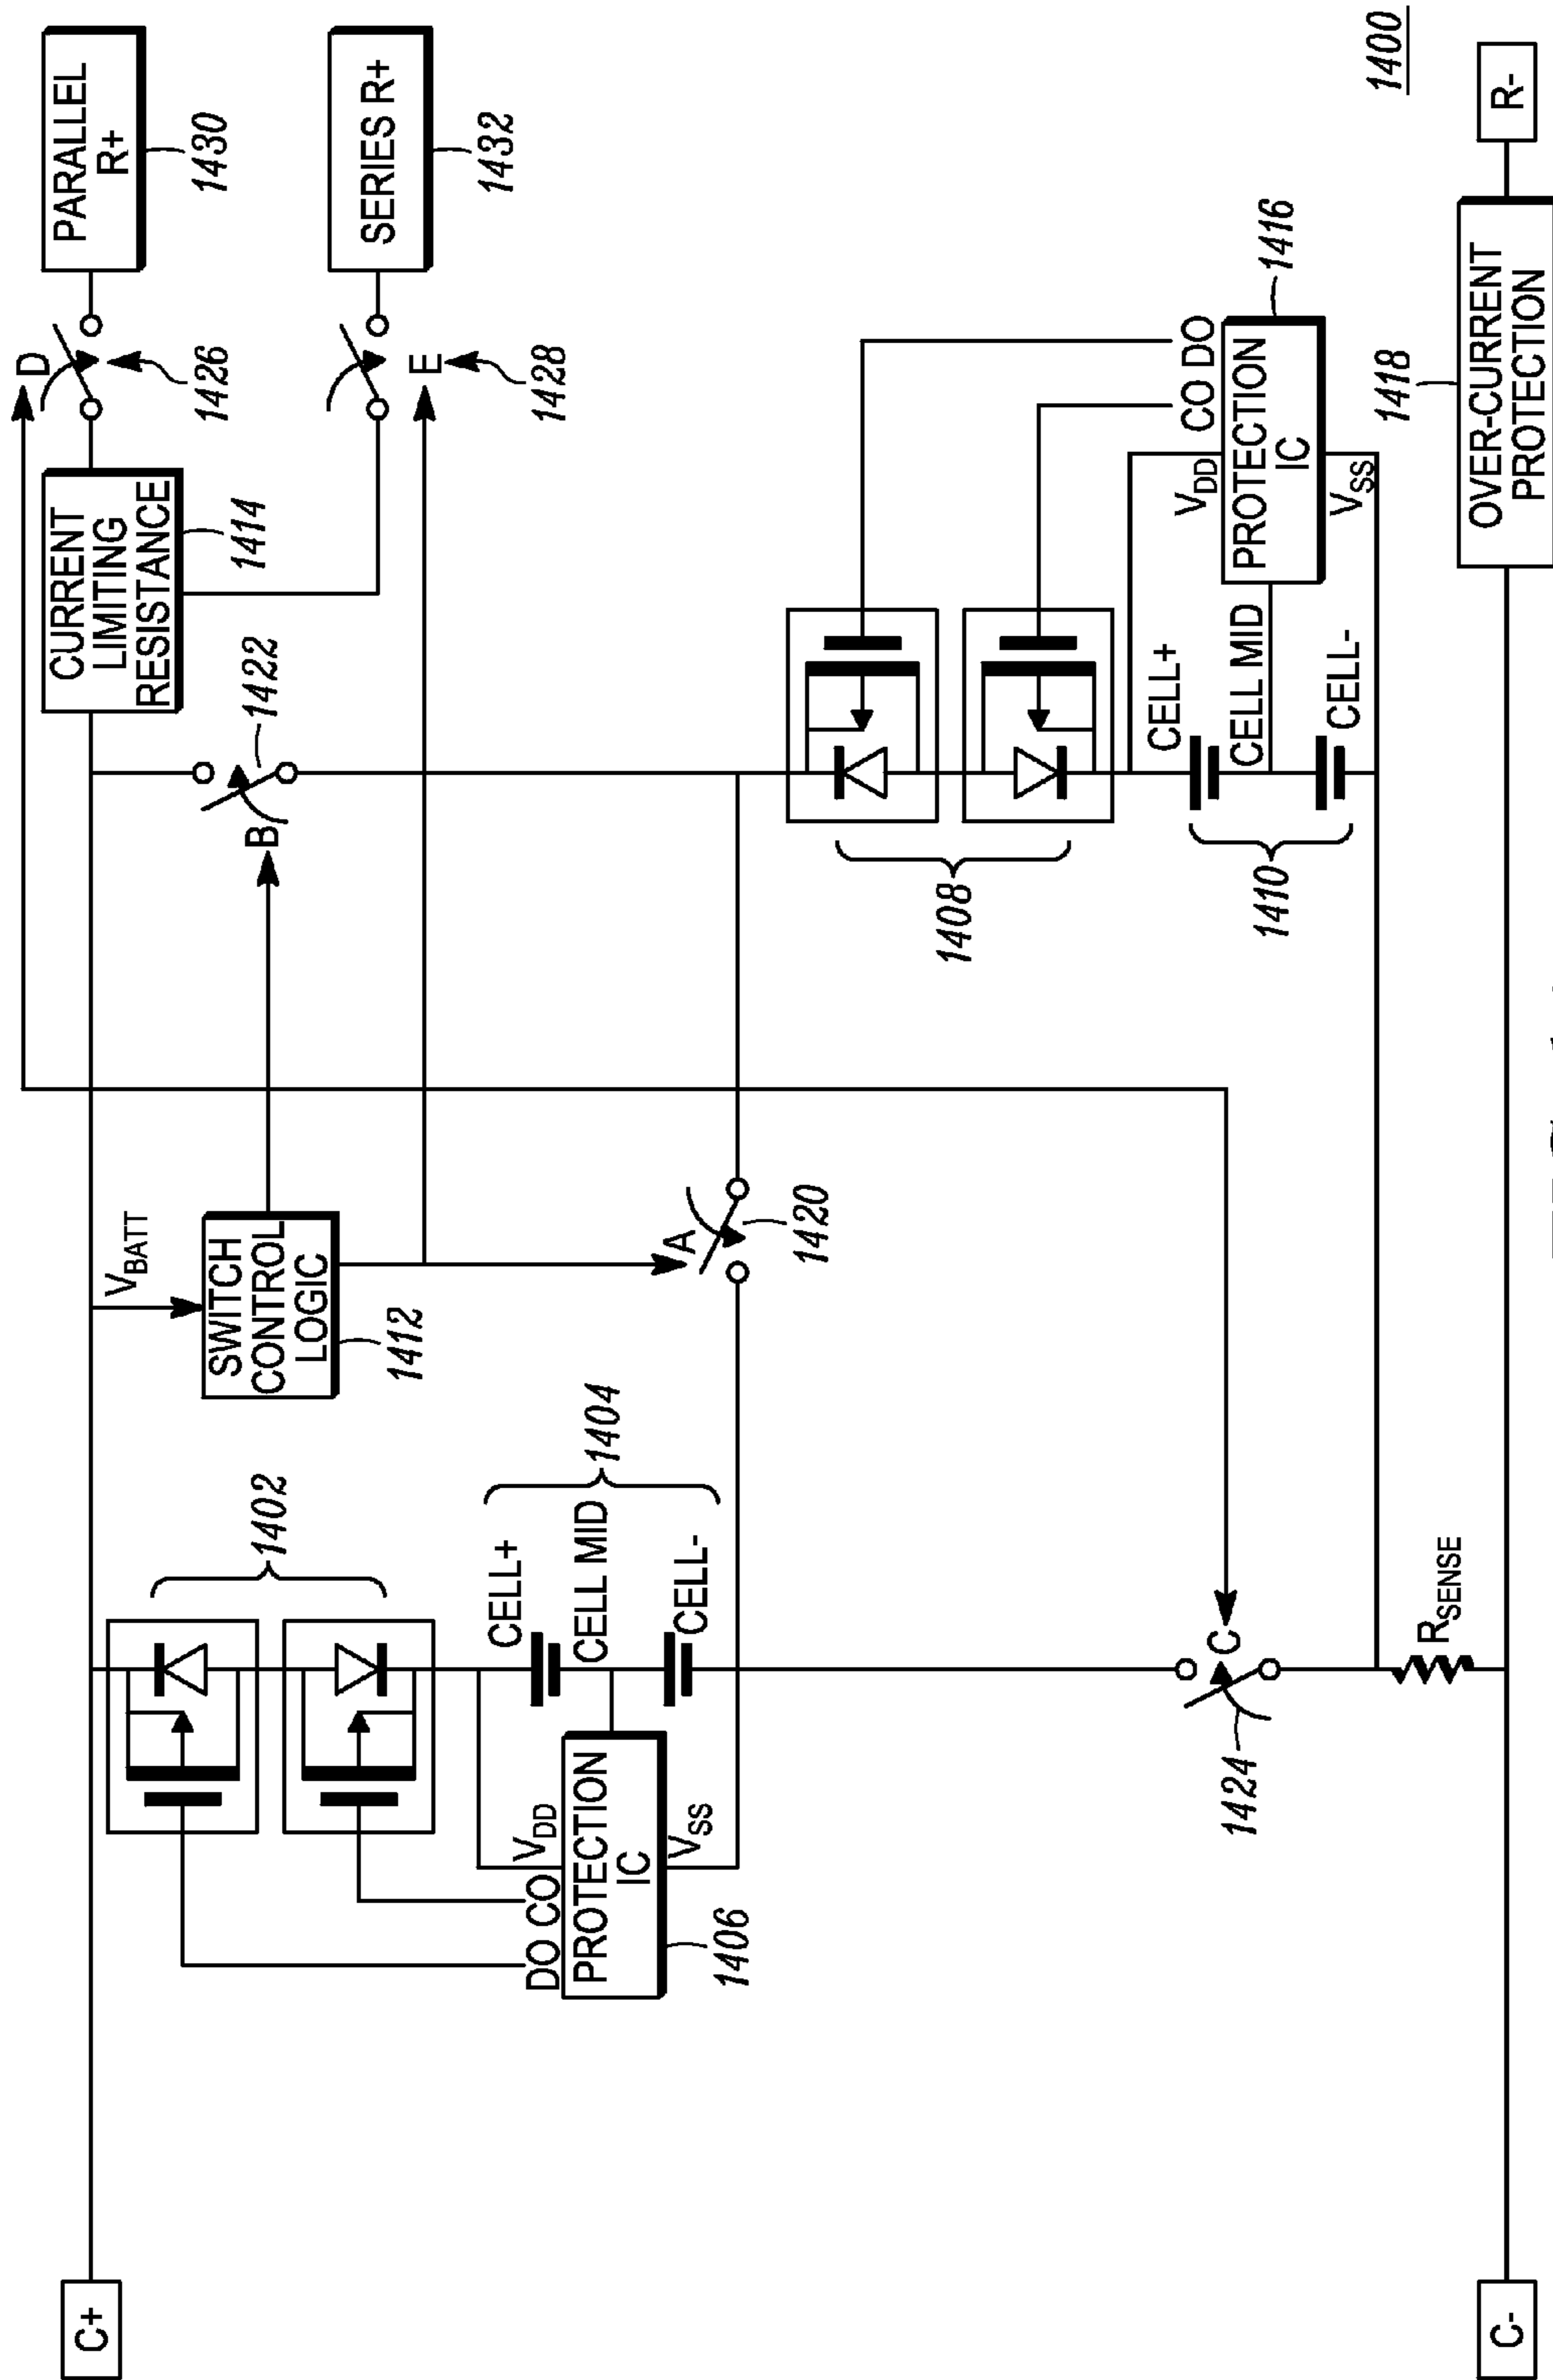 C+
C-
1402
DO CO
VDD
PROTECTION
IC
VSS
1406
CELL+
CELL MID
CELL-
1404
VBATT
SWITCH
CONTROL
LOGIC
1412
A
1420
B
1422
C
1424
RSENSE
CURRENT
LIMITING
RESISTANCE
1414
D
1426
PARALLEL
R+
1430
E
1428
SERIES R+
1432
1408
CELL+
CELL MID
CELL-
1410
CO DO
VDD
PROTECTION
IC
VSS
1416
1418
OVER-CURRENT
PROTECTION
R-
1400